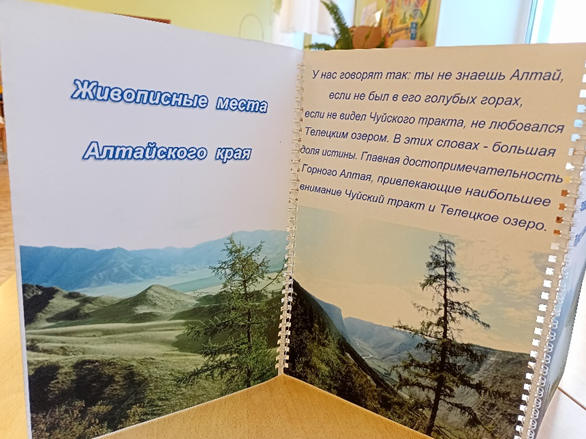 Живописные места
Алтайского края
У нас говорят так: ты не знаешь Алтай,
если не был в его голубых горах,
если не видел Чуйского тракта, не любовался
Телецким озером. В этих словах - большая
доля истины. Главная достопримечательность
Горного Алтая, привлекающие наибольшее
внимание Чуйский тракт и Телецкое озеро.